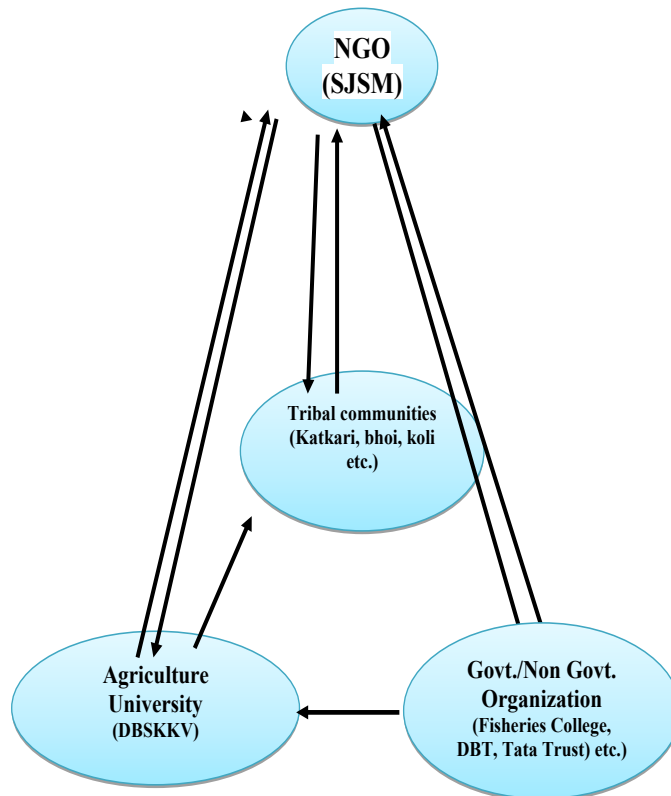 NGO
(SJSM)
Tribal communities
(Katkari, bhoi, koli
etc.)
Agriculture
University
(DBSKKV)
Govt./Non Govt.
Organization
(Fisheries College,
DBT, Tata Trust) etc.)